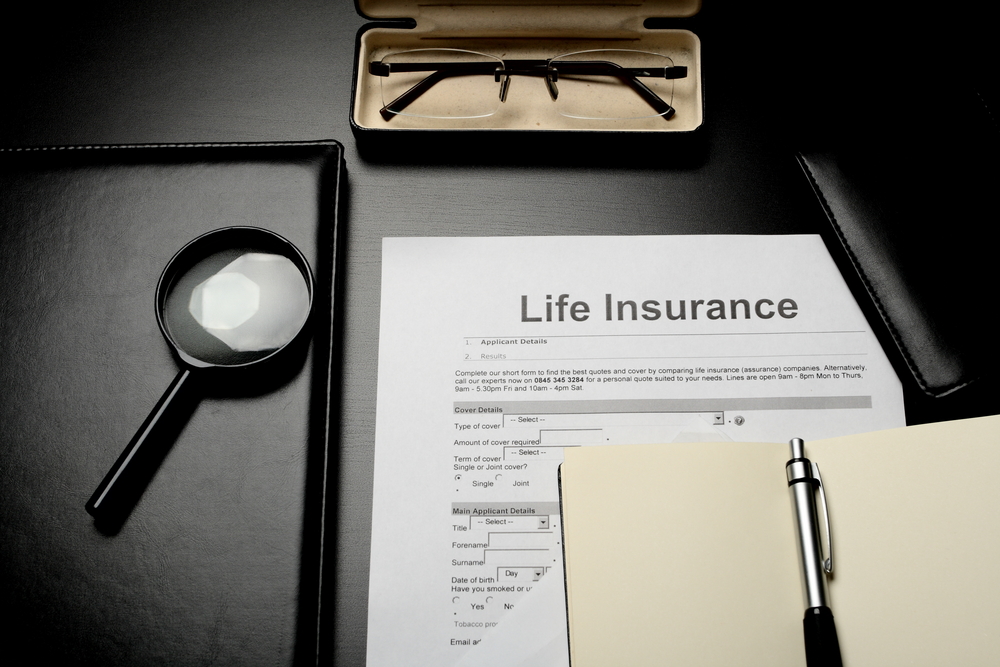 Life Insurance
1. Applicant Details
2. Results
Complete our short form to find the best quotes and cover by comparing life insurance (assurance) companies. Alternatively,
call our experts now on 0845 345 3284 for a personal quote suited to your needs. Lines are open 9am - 8pm Mon to Thurs,
9am - 5.30pm Fri and 10am - 4pm Sat.
Cover Details
Type of cover -- Select --
Amount of cover required
Term of cover -- Select --
Single or Joint cover?
Single Joint
Main Applicant Details
Title -- Select --
Forename
Surname
Date of birth Day
Have you smoked or
Yes
Tobacco
Email